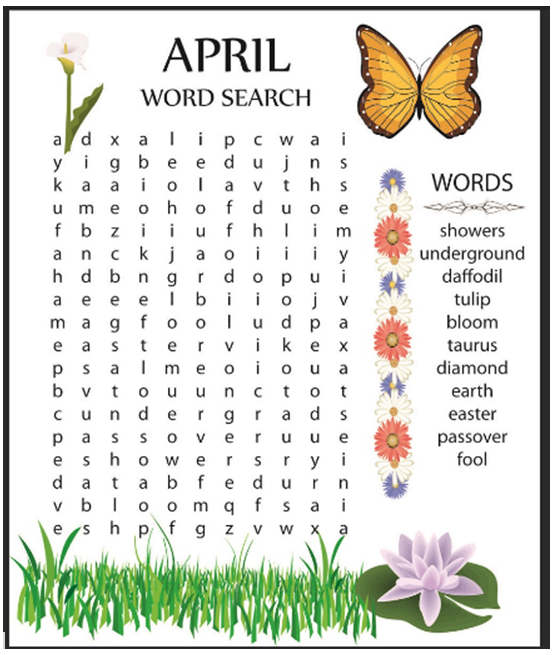 APRIL
WORD SEARCH
a d x a l i p c w a i
y i g b e e d u j n s
k a a i o l a v t h s
u m e o h o f d u o e
f b z i i u f h l i m
a n c k j a o i i i y
h d b n g r d o p u i
a e e e l b i i o j v
m a g f o o l u d p a
e a s t e r v i k e x
p s a l m e o i o u a
b v t o u u n c t o t
c u n d e r g r a d s
p a s s o v e r u u e
e s h o w e r s r y i
d a t a b f e d u r n
v b l o o m q f s a i
e s h p f g z v w x a
WORDS
showers
underground
daffodil
tulip
bloom
taurus
diamond
earth
easter
passover
fool